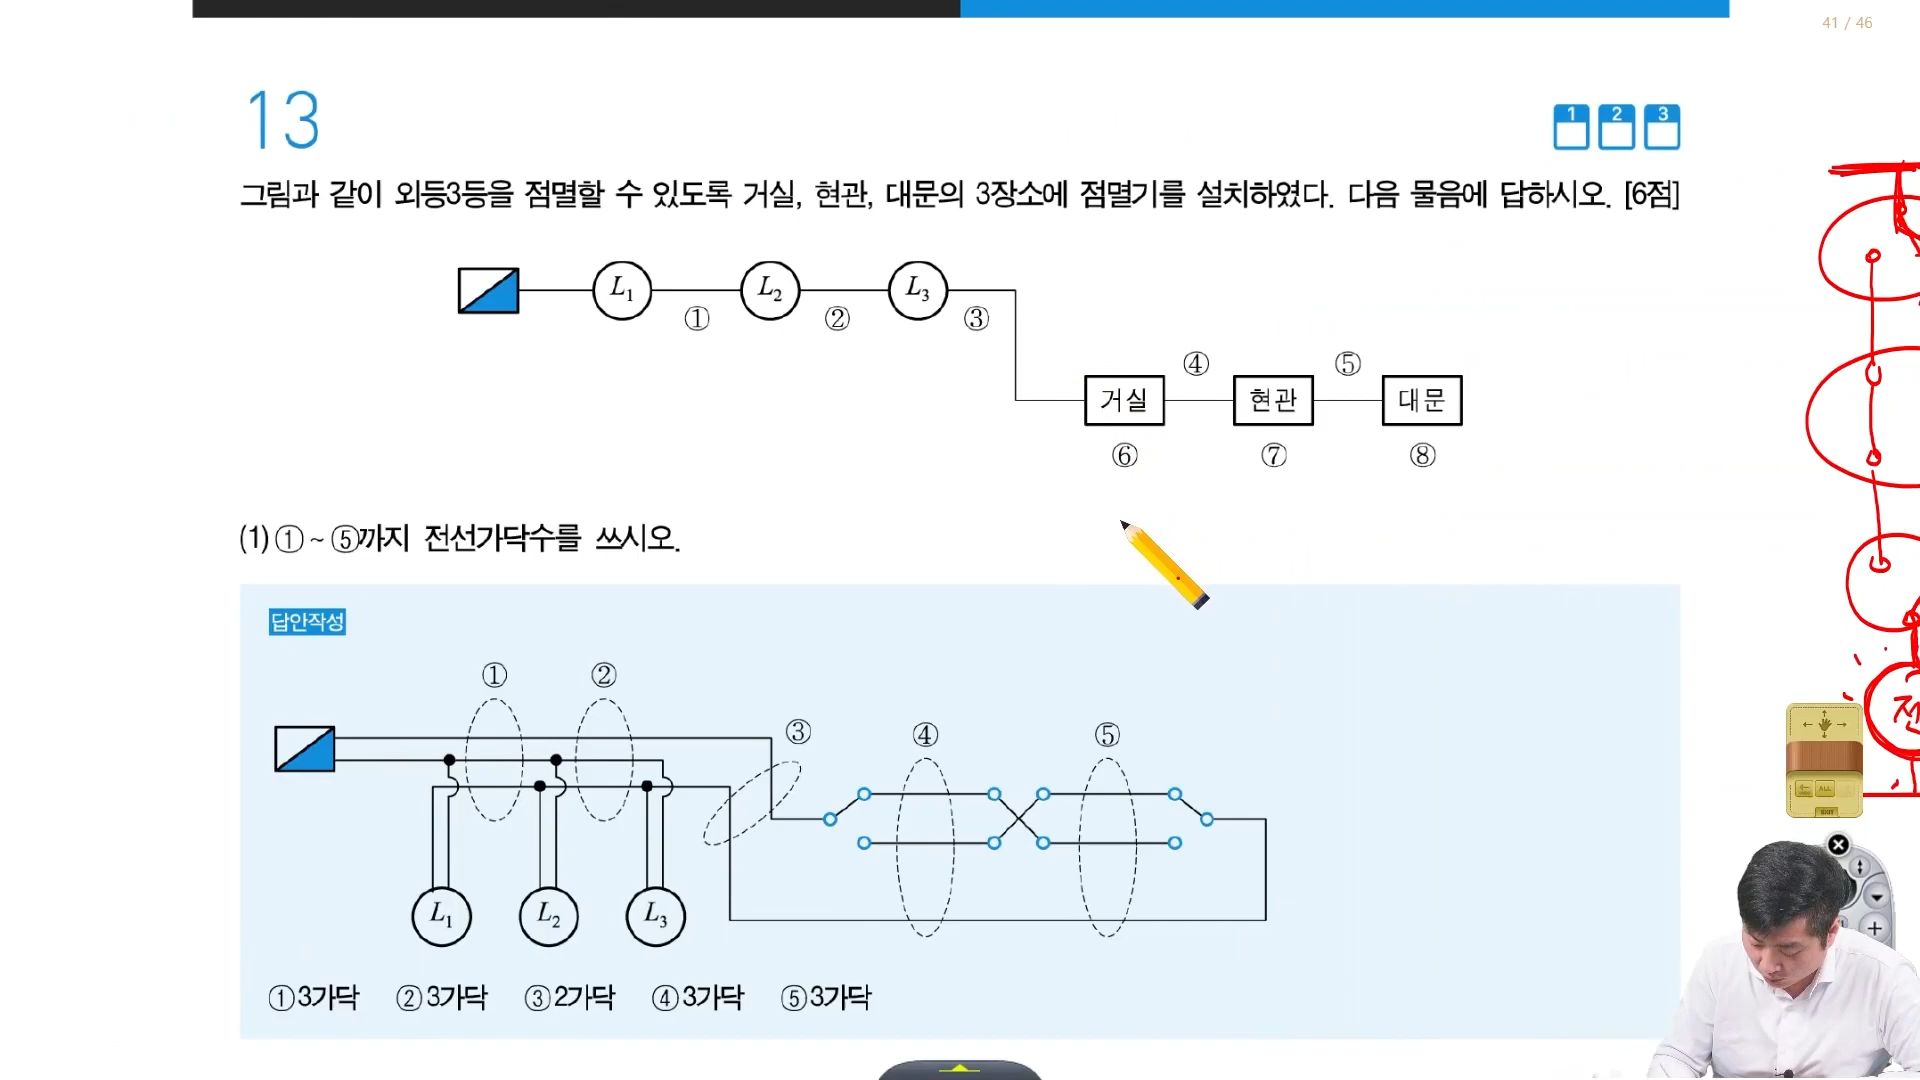 41 / 46
13
1 2 3
그림과 같이 외등3등을 점멸할 수 있도록 거실, 현관, 대문의 3장소에 점멸기를 설치하였다. 다음 물음에 답하시오. [6점]
L1 L2 L3
① ② ③
④ ⑤
거실 현관 대문
⑥ ⑦ ⑧
(1) ① ~ ⑤까지 전선가닥수를 쓰시오.
답안작성
① ②
③ ④ ⑤
L1 L2 L3
①3가닥 ②3가닥 ③2가닥 ④3가닥 ⑤3가닥
전
ALL
EXIT